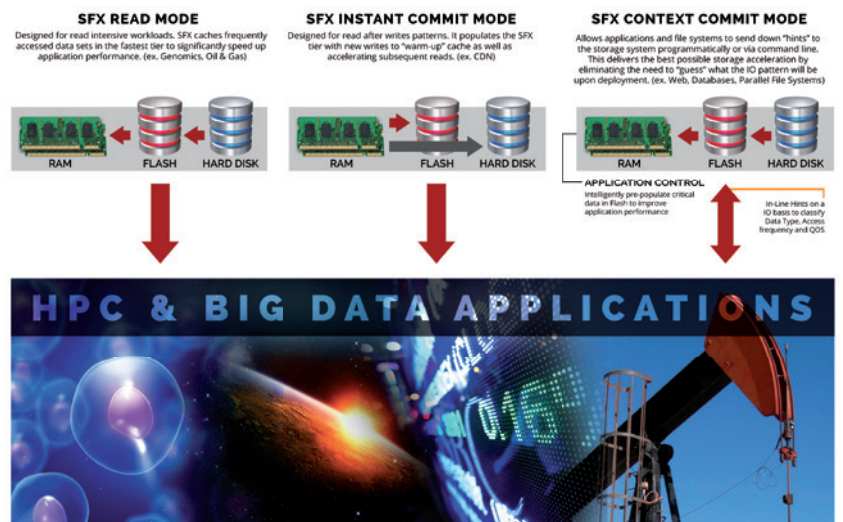 SFX READ MODE
Designed for read intensive workloads. SFX caches frequently
accessed data sets in the fastest tier to significantly speed up
application performance. (ex. Genomics, Oil & Gas)
RAM
FLASH
HARD DISK
SFX INSTANT COMMIT MODE
Designed for read after writes patterns. It populates the SFX
tier with new writes to “warm-up” cache as well as
accelerating subsequent reads. (ex. CDN)
RAM
FLASH
HARD DISK
SFX CONTEXT COMMIT MODE
Allows applications and file systems to send down “hints” to
the storage system programmatically or via command line.
This delivers the best possible storage acceleration by
eliminating the need to “guess” what the IO pattern will be
upon deployment. (ex. Web, Databases, Parallel File Systems)
RAM
FLASH
HARD DISK
APPLICATION CONTROL
Intelligently pre-populate critical
data in Flash to improve
application performance
In-Line Hints on a
IO basis to classify
Data Type, Access
frequency and QOS
HPC & BIG DATA APPLICATIONS